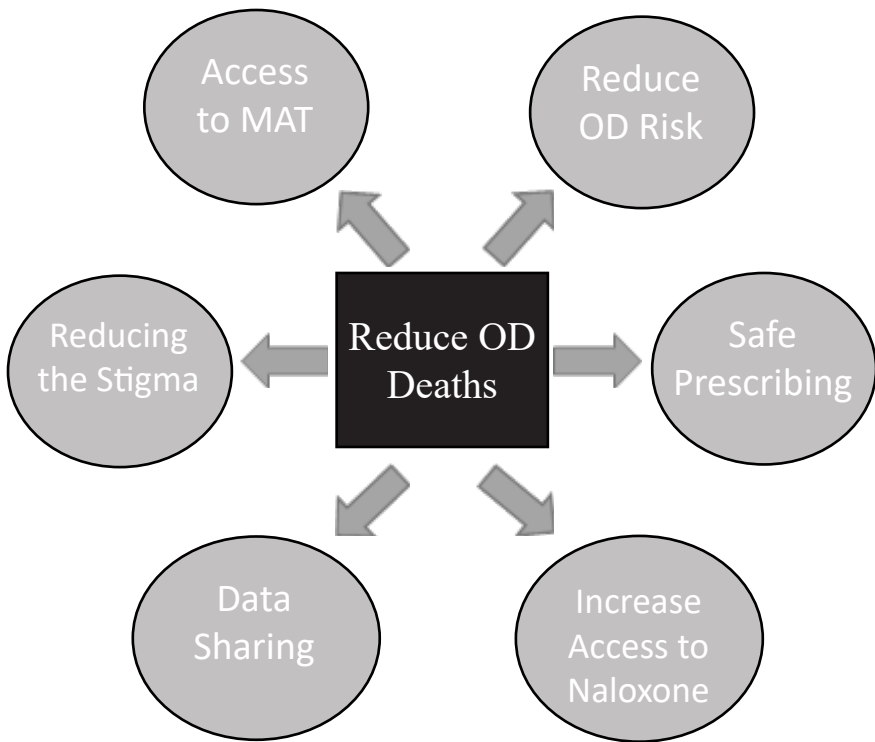 Access
to MAT
Reduce
OD Risk
Reducing
the Stigma
Reduce OD
Deaths
Safe
Prescribing
Data
Sharing
Increase
Access to
Naloxone